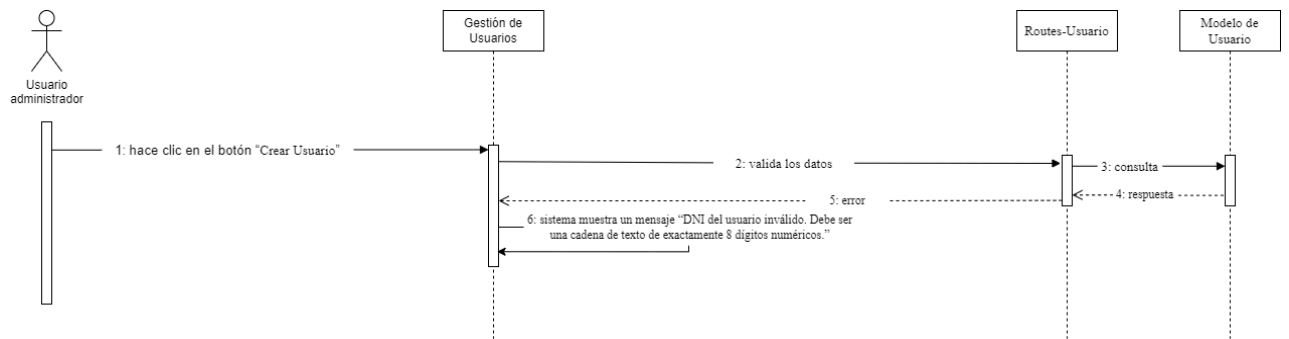 Gestión de
Usuarios
Routes-Usuario
Modelo de
Usuario
Usuario
administrador
1: hace clic en el botón “Crear Usuario”
2: valida los datos
3: consulta
4: respuesta
5: error
6: sistema muestra un mensaje “DNI del usuario inválido. Debe ser
una cadena de texto de exactamente 8 dígitos numéricos.”